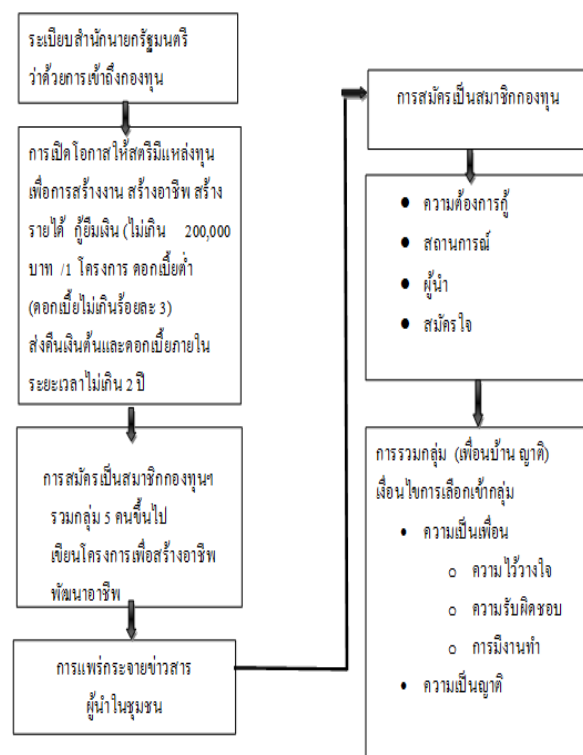 ระเบียบสำนักนายกรัฐมนตรี
ว่าด้วยการเข้าถึงกองทุน
การเปิดโอกาสให้สตรีมีแหล่งทุน
เพื่อการสร้างงาน สร้างอาชีพ สร้าง
รายได้ กู้ยืมเงิน (ไม่เกิน 200,000
บาท /1 โครงการ ดอกเบี้ยต่ำ
(ดอกเบี้ยไม่เกินร้อยละ 3)
ส่งคืนเงินต้นและดอกเบี้ยภายใน
ระยะเวลาไม่เกิน 2 ปี
การสมัครเป็นสมาชิกกองทุนฯ
รวมกลุ่ม 5 คนขึ้นไป
เขียนโครงการเพื่อสร้างอาชีพ
พัฒนาอาชีพ
การแพร่กระจายข่าวสาร
ผู้นำในชุมชน
การสมัครเป็นสมาชิกกองทุน
● ความต้องการกู้
● สถานการณ์
● ผู้นำ
● สมัครใจ
การรวมกลุ่ม (เพื่อนบ้าน ญาติ)
เงื่อนไขการเลือกเข้ากลุ่ม
• ความเป็นเพื่อน
o ความไว้วางใจ
o ความรับผิดชอบ
o การมีงานทำ
• ความเป็นญาติ